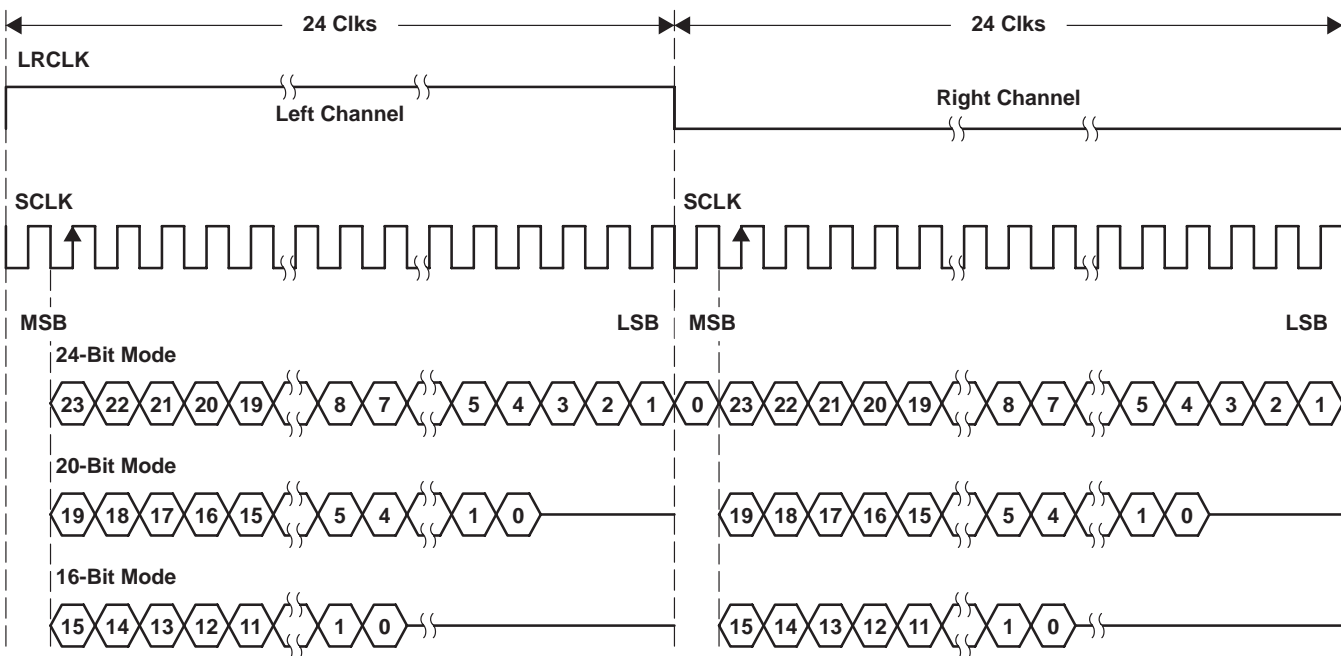 24 Clks 24 Clks
LRCLK
Left Channel
Right Channel
SCLK SCLK
MSB LSB MSB LSB
24-Bit Mode
23 22 21 20 19 8 7 5 4 3 2 1 0 23 22 21 20 19 8 7 5 4 3 2 1
20-Bit Mode
19 18 17 16 15 5 4 1 0 19 18 17 16 15 5 4 1 0
16-Bit Mode
15 14 13 12 11 1 0 15 14 13 12 11 1 0